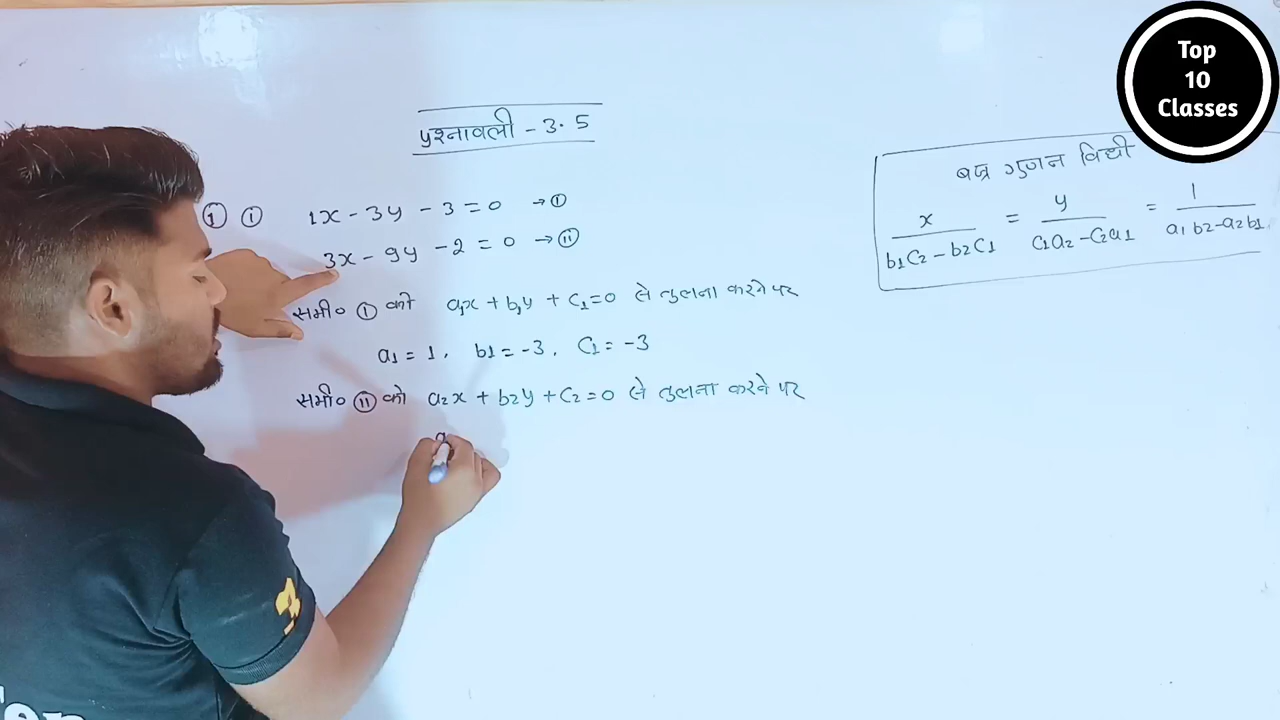 Top
10
Classes
प्रश्नावली - 3.5
① ⓘ 1x - 3y - 3 = 0 → ⓘ
3x - 9y - 2 = 0 → ⓘⓘ
समी० ⓘ को a₁x + b₁y + c₁ = 0 से तुलना करने पर
a₁ = 1, b₁ = -3, c₁ = -3
समी० ⓘⓘ को a₂x + b₂y + c₂ = 0 से तुलना करने पर
a
बज्र गुणन विधी
x/(b₁c₂ - b₂c₁) = y/(c₁a₂ - c₂a₁) = 1/(a₁b₂ - a₂b₁)